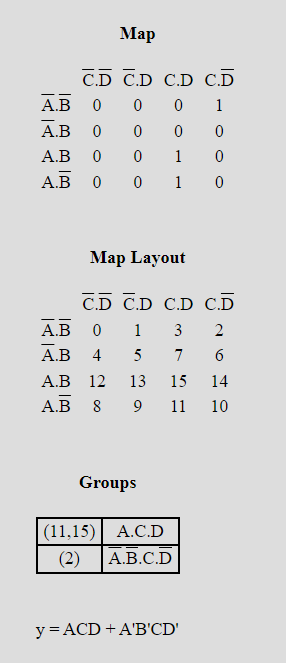 Map
C̅.D̅ C̅.D C.D C.D̅
A̅.B̅ 0 0 0 1
A̅.B 0 0 0 0
A.B 0 0 1 0
A.B̅ 0 0 1 0
Map Layout
C̅.D̅ C̅.D C.D C.D̅
A̅.B̅ 0 1 3 2
A̅.B 4 5 7 6
A.B 12 13 15 14
A.B̅ 8 9 11 10
Groups
(11,15) A.C.D
(2) A̅.B̅.C.D̅
y = ACD + A'B'CD'